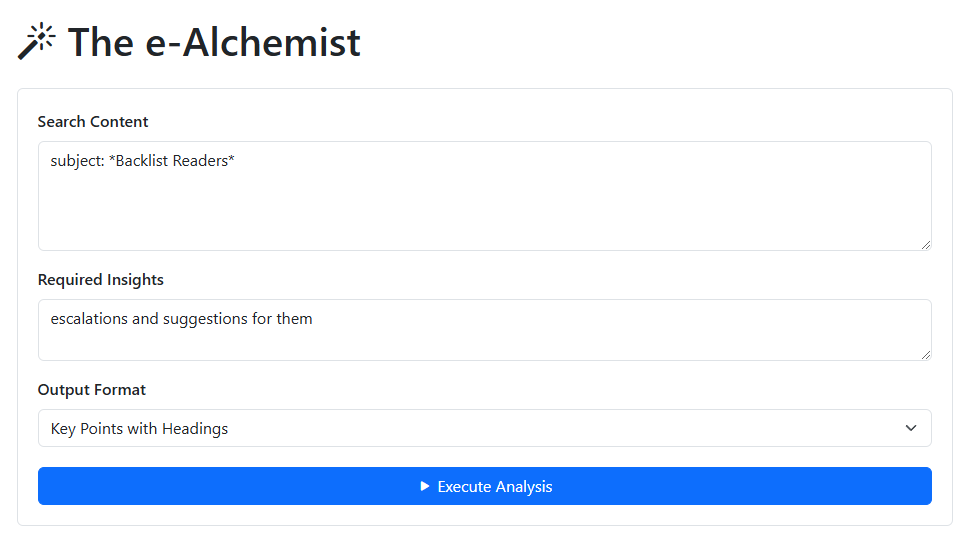 The e-Alchemist
Search Content
subject: *Backlist Readers*
Required Insights
escalations and suggestions for them
Output Format
Key Points with Headings
Execute Analysis